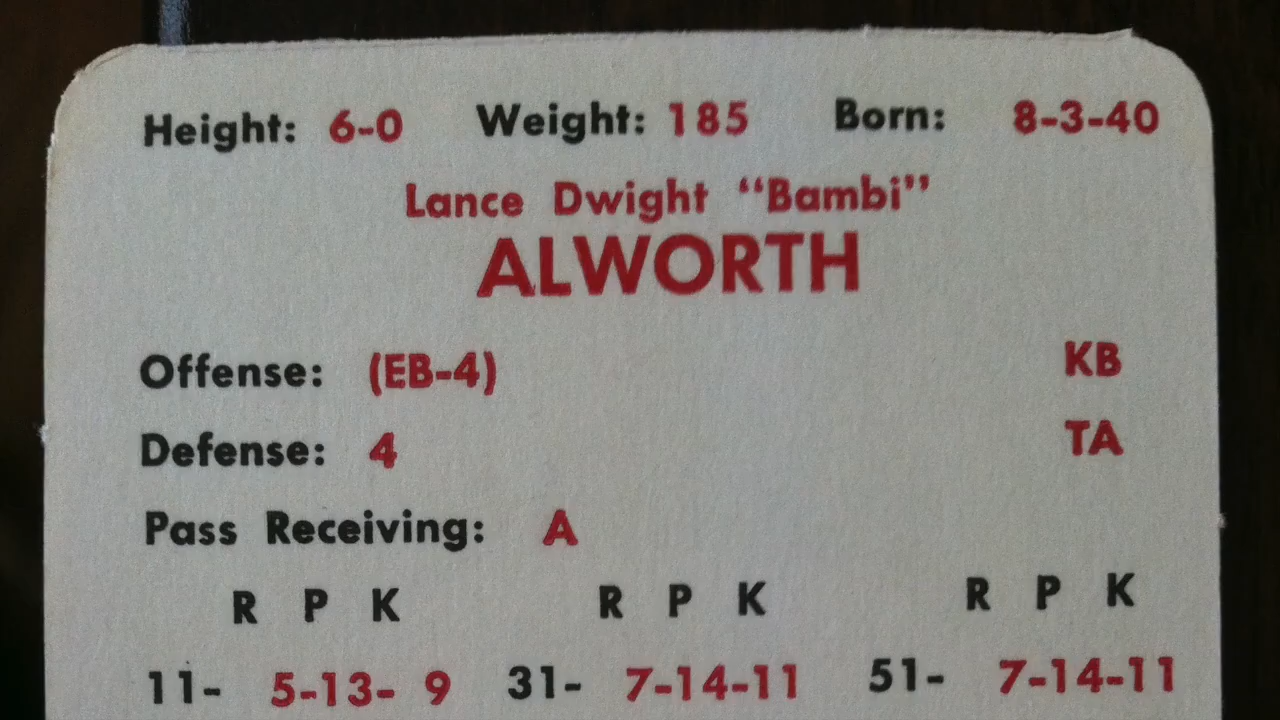 Height: 6-0 Weight: 185 Born: 8-3-40
Lance Dwight “Bambi”
ALWORTH
Offense: (EB-4) KB
Defense: 4 TA
Pass Receiving: A
R P K R P K R P K
11- 5-13- 9 31- 7-14-11 51- 7-14-11